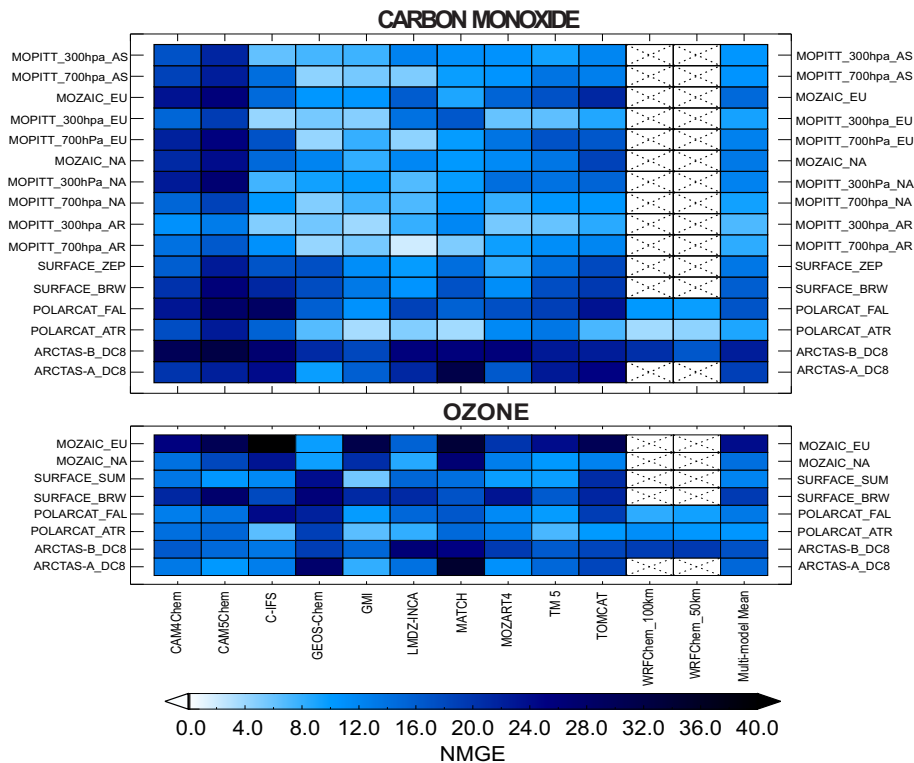 CARBON MONOXIDE
MOPITT_300hpa_AS MOPITT_300hpa_AS
MOPITT_700hpa_AS MOPITT_700hpa_AS
MOZAIC_EU MOZAIC_EU
MOPITT_300hpa_EU MOPITT_300hpa_EU
MOPITT_700hPa_EU MOPITT_700hPa_EU
MOZAIC_NA MOZAIC_NA
MOPITT_300hPa_NA MOPITT_300hPa_NA
MOPITT_700hpa_NA MOPITT_700hpa_NA
MOPITT_300hpa_AR MOPITT_300hpa_AR
MOPITT_700hpa_AR MOPITT_700hpa_AR
SURFACE_ZEP SURFACE_ZEP
SURFACE_BRW SURFACE_BRW
POLARCAT_FAL POLARCAT_FAL
POLARCAT_ATR POLARCAT_ATR
ARCTAS-B_DC8 ARCTAS-B_DC8
ARCTAS-A_DC8 ARCTAS-A_DC8
OZONE
MOZAIC_EU MOZAIC_EU
MOZAIC_NA MOZAIC_NA
SURFACE_SUM SURFACE_SUM
SURFACE_BRW SURFACE_BRW
POLARCAT_FAL POLARCAT_FAL
POLARCAT_ATR POLARCAT_ATR
ARCTAS-B_DC8 ARCTAS-B_DC8
ARCTAS-A_DC8 ARCTAS-A_DC8
CAM4Chem
CAM5Chem
C-IFS
GEOS-Chem
GMI
LMDZ-INCA
MATCH
MOZART4
TM 5
TOMCAT
WRFChem_100km
WRFChem_50km
Multi-model Mean
0.0 4.0 8.0 12.0 16.0 20.0 24.0 28.0 32.0 36.0 40.0
NMGE